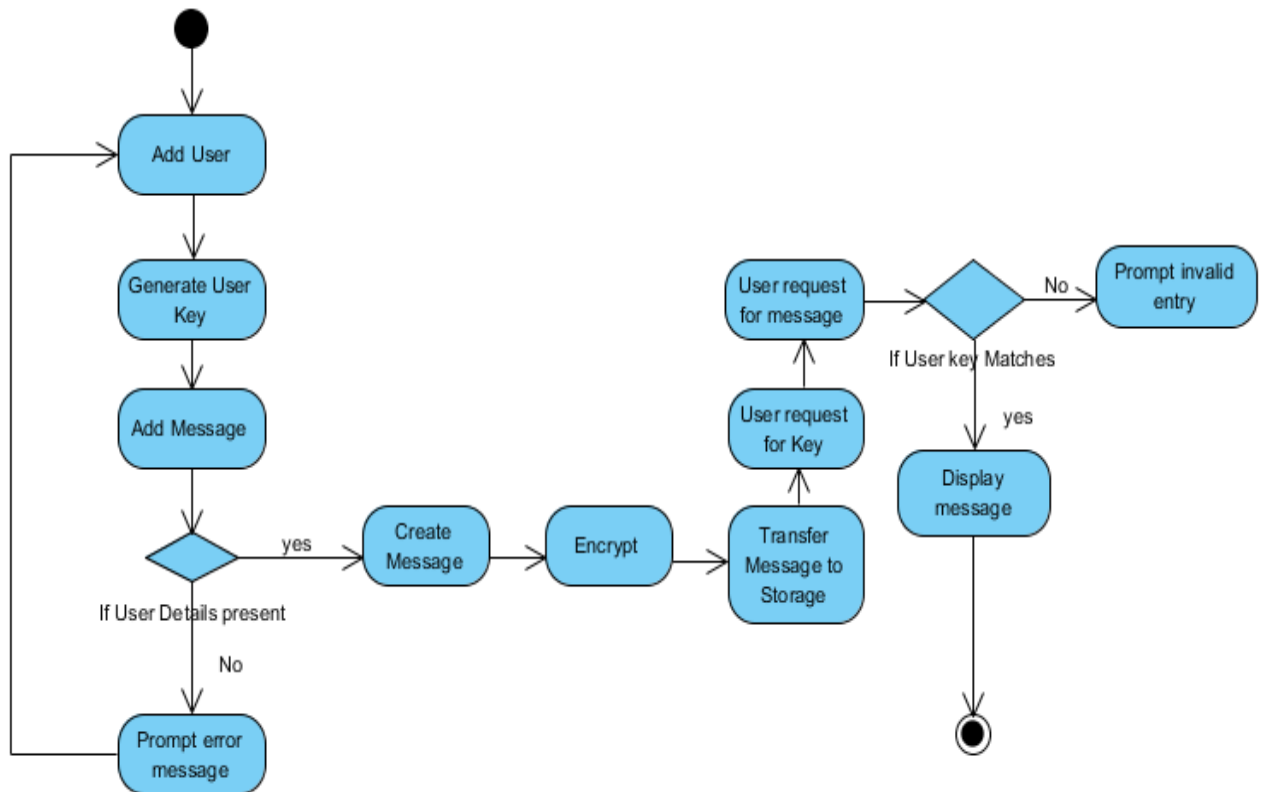 Add User
Generate User
Key
Add Message
If User Details present
yes
No
Prompt error
message
Create
Message
Encrypt
Transfer
Message to
Storage
User request
for Key
User request
for message
If User key Matches
No
Prompt invalid
entry
yes
Display
message